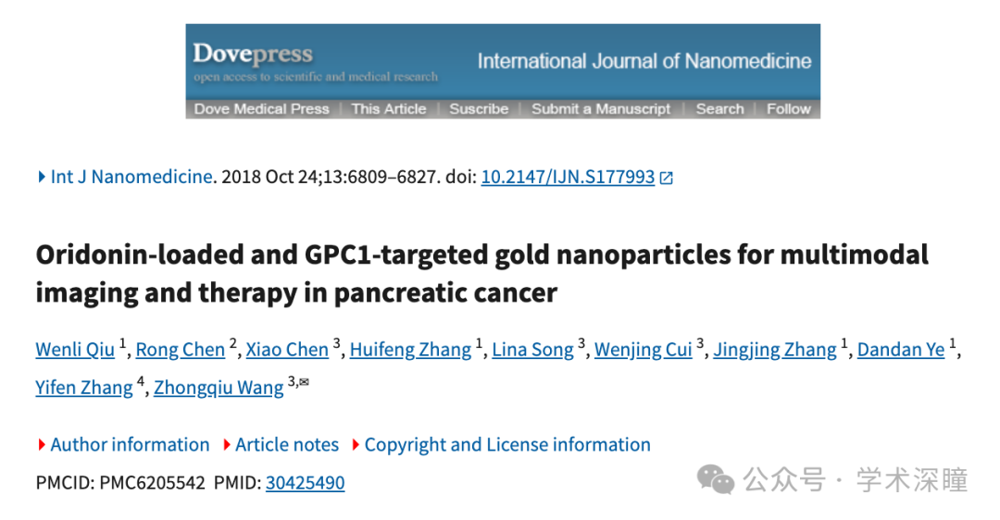 Dovepress
open access to scientific and medical research
International Journal of Nanomedicine
Dove Medical Press | This Article | Suscribe | Submit a Manuscript | Search | Follow
Int J Nanomedicine. 2018 Oct 24;13:6809–6827. doi: 10.2147/IJN.S177993
Oridonin-loaded and GPC1-targeted gold nanoparticles for multimodal
imaging and therapy in pancreatic cancer
Wenli Qiu 1, Rong Chen 2, Xiao Chen 3, Huifeng Zhang 1, Lina Song 3, Wenjing Cui 3, Jingjing Zhang 1, Dandan Ye 1,
Yifen Zhang 4, Zhongqiu Wang 3,✉
Author information Article notes Copyright and License information
PMCID: PMC6205542 PMID: 30425490
公众号 · 学术深瞳